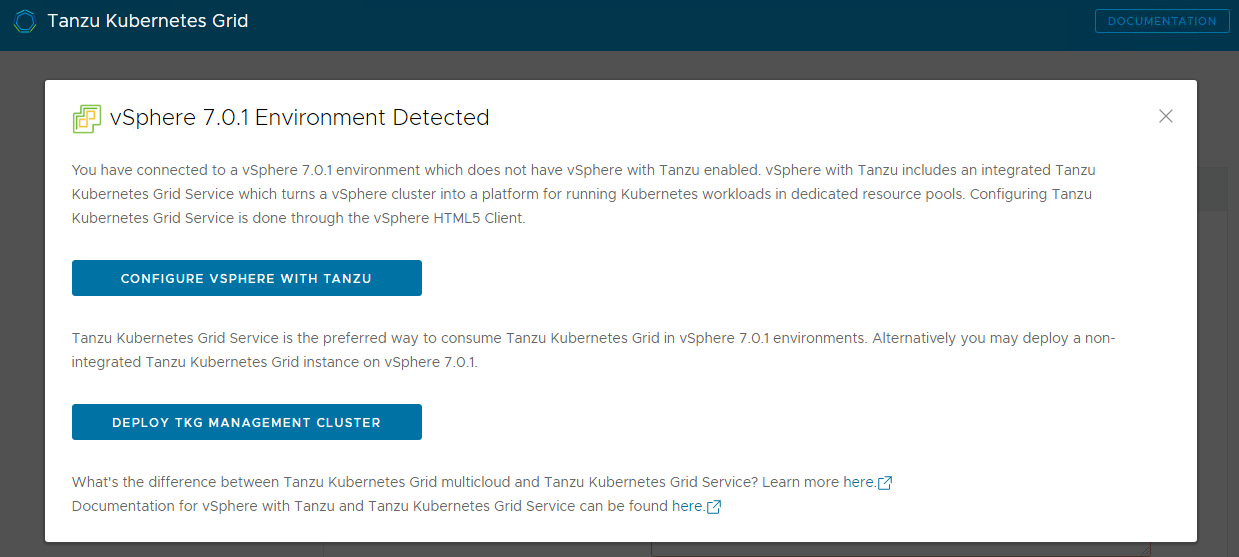 Tanzu Kubernetes Grid
DOCUMENTATION
vSphere 7.0.1 Environment Detected
You have connected to a vSphere 7.0.1 environment which does not have vSphere with Tanzu enabled. vSphere with Tanzu includes an integrated Tanzu
Kubernetes Grid Service which turns a vSphere cluster into a platform for running Kubernetes workloads in dedicated resource pools. Configuring Tanzu
Kubernetes Grid Service is done through the vSphere HTML5 Client.
CONFIGURE VSPHERE WITH TANZU
Tanzu Kubernetes Grid Service is the preferred way to consume Tanzu Kubernetes Grid in vSphere 7.0.1 environments. Alternatively you may deploy a non-
integrated Tanzu Kubernetes Grid instance on vSphere 7.0.1.
DEPLOY TKG MANAGEMENT CLUSTER
What's the difference between Tanzu Kubernetes Grid multicloud and Tanzu Kubernetes Grid Service? Learn more here.
Documentation for vSphere with Tanzu and Tanzu Kubernetes Grid Service can be found here.